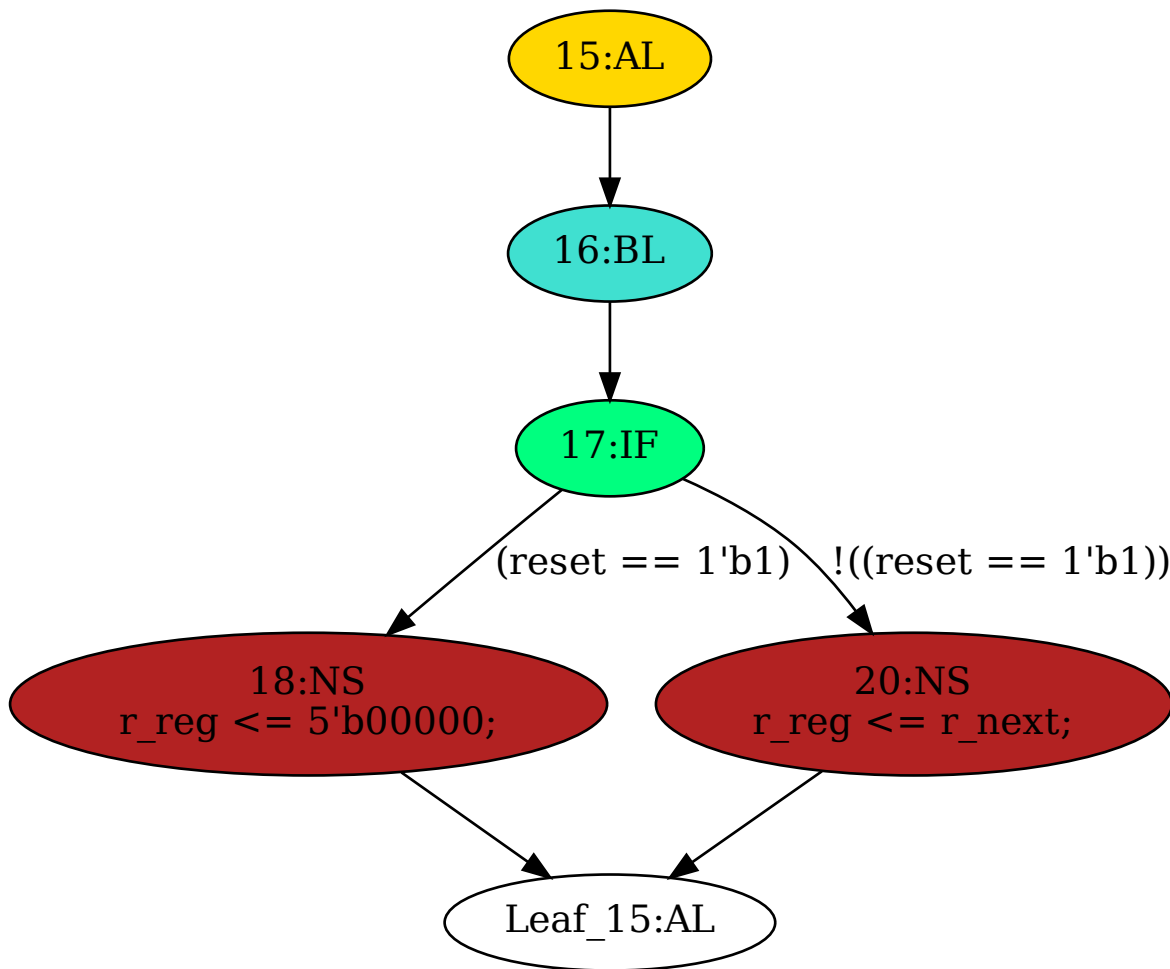 15:AL
16:BL
17:IF
(reset == 1'b1)
!((reset == 1'b1))
18:NS
r_reg <= 5'b00000;
20:NS
r_reg <= r_next;
Leaf_15:AL